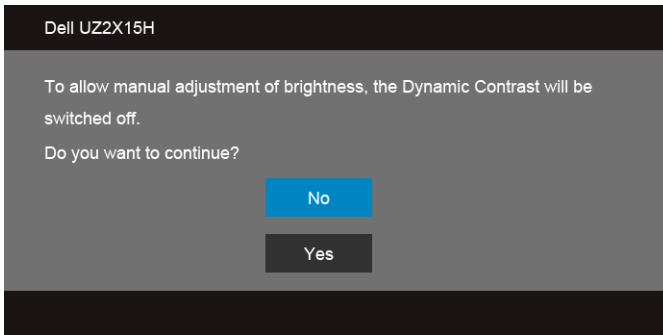 Dell UZ2X15H
To allow manual adjustment of brightness, the Dynamic Contrast will be
switched off.
Do you want to continue?
No
Yes